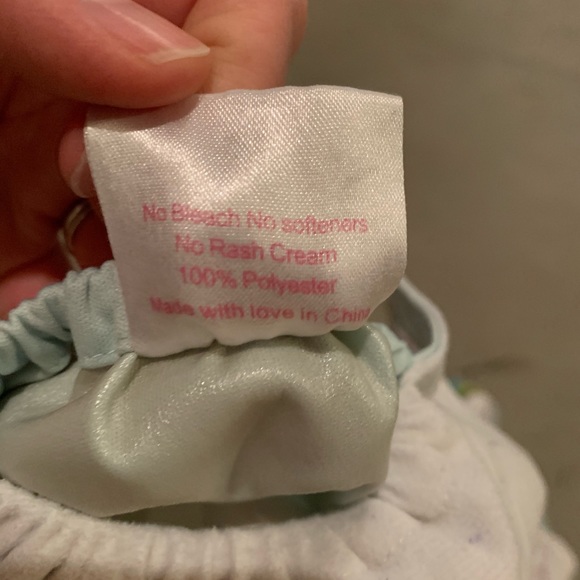 No Bleach No softeners
No Rash Cream
100% Polyester
Made with love in China